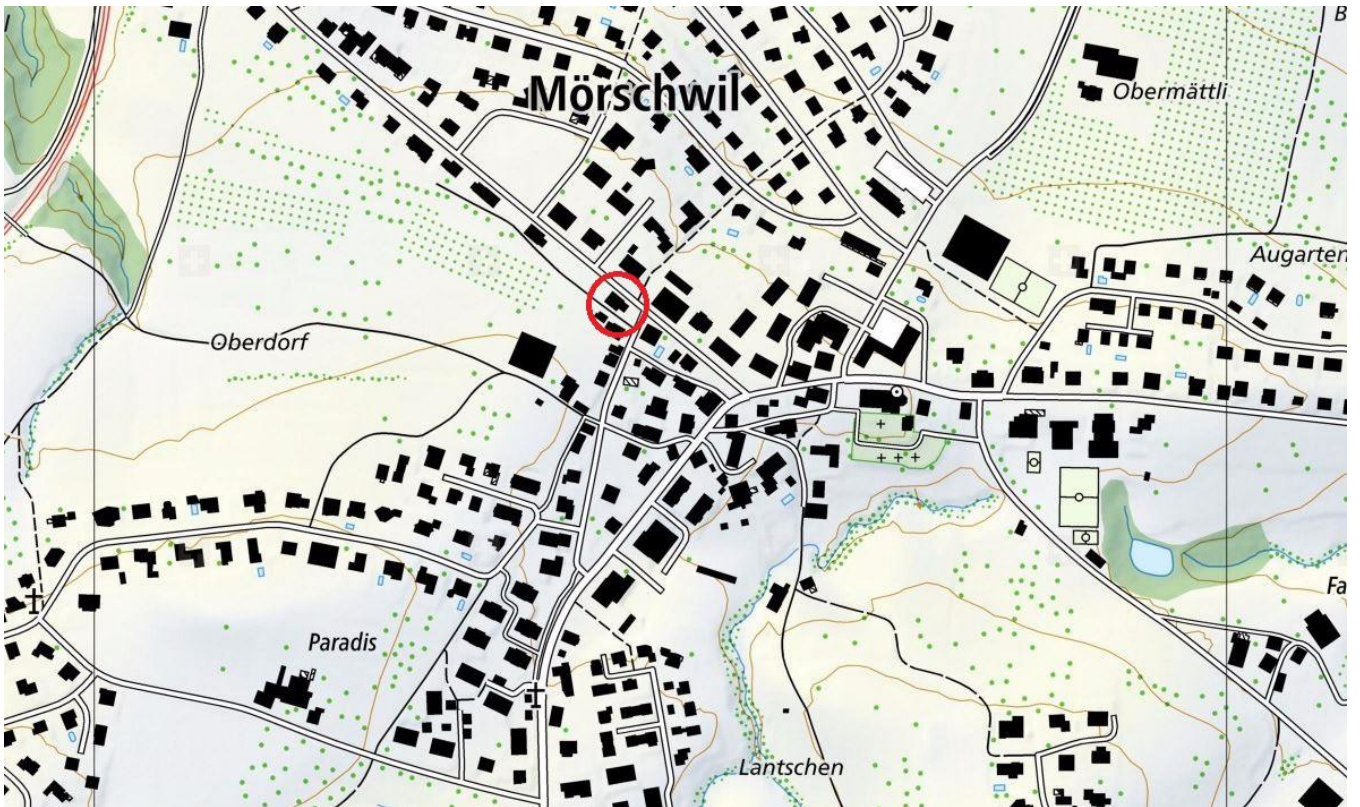 Mörschwil
Obermättli
Augarten
Oberdorf
Paradis
Lantschen